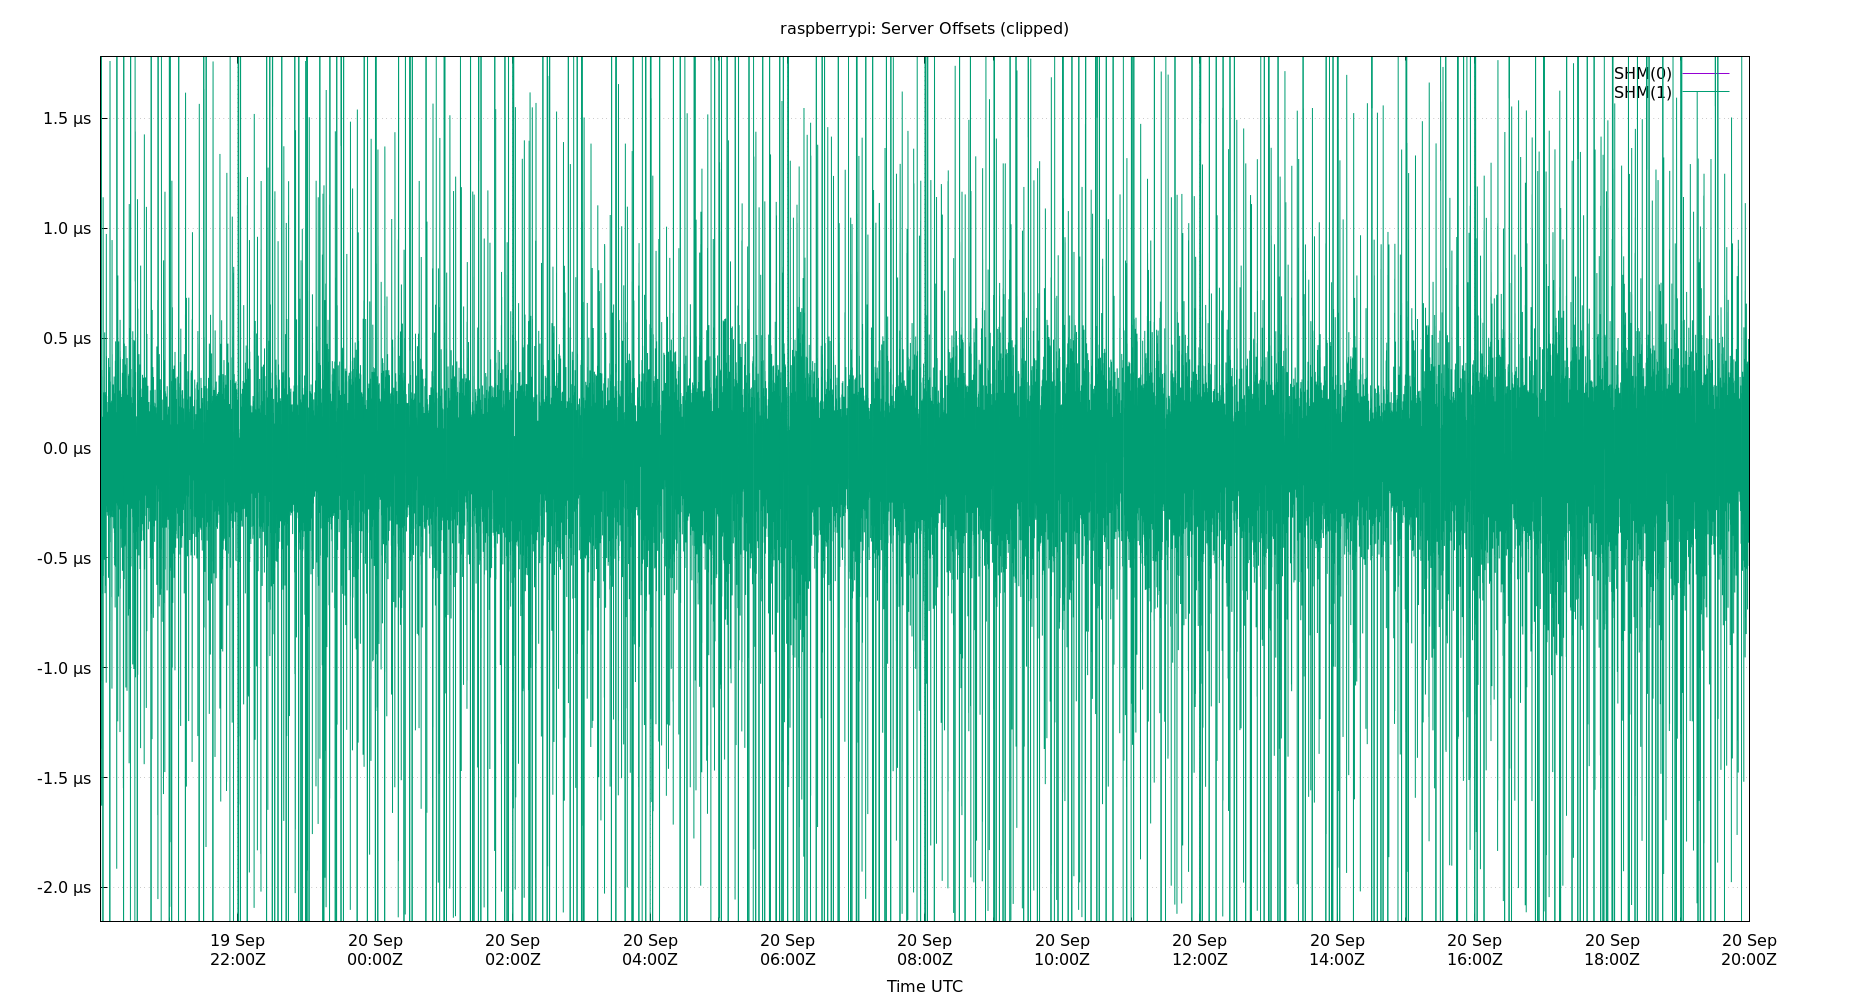 raspberrypi: Server Offsets (clipped)
SHM(0)
SHM(1)
1.5 µs
1.0 µs
0.5 µs
0.0 µs
-0.5 µs
-1.0 µs
-1.5 µs
-2.0 µs
19 Sep 20 Sep 20 Sep 20 Sep 20 Sep 20 Sep 20 Sep 20 Sep 20 Sep 20 Sep 20 Sep 20 Sep
22:00Z 00:00Z 02:00Z 04:00Z 06:00Z 08:00Z 10:00Z 12:00Z 14:00Z 16:00Z 18:00Z 20:00Z
Time UTC